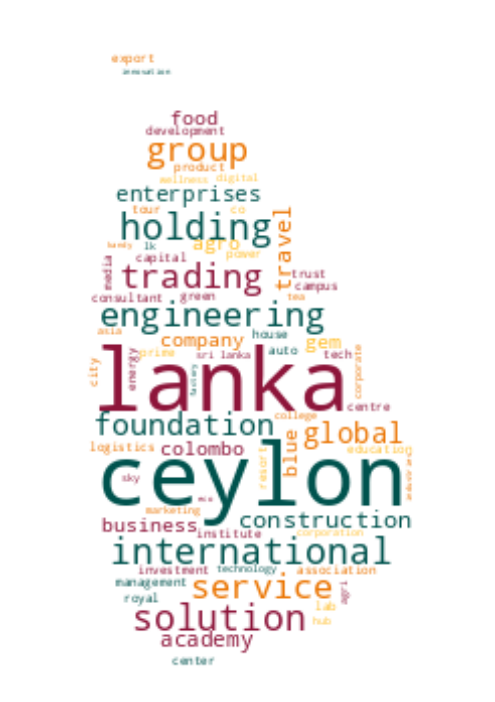 export
innovation
food
development
group
product
wellness digital
enterprises
tour co
holding travel
kandy lk agro
capital power
media trading trust
campus
consultant green tea
engineering
asia house
company gem
city energy prime sri lanka auto tech corporate
lanka
factory
centre
foundation college
blue global
logistics colombo resort education
ceylon
sky industries
eco
marketing
business construction
institute corporation
international
investment technology association
management service
royal lab
solution hub
academy
center